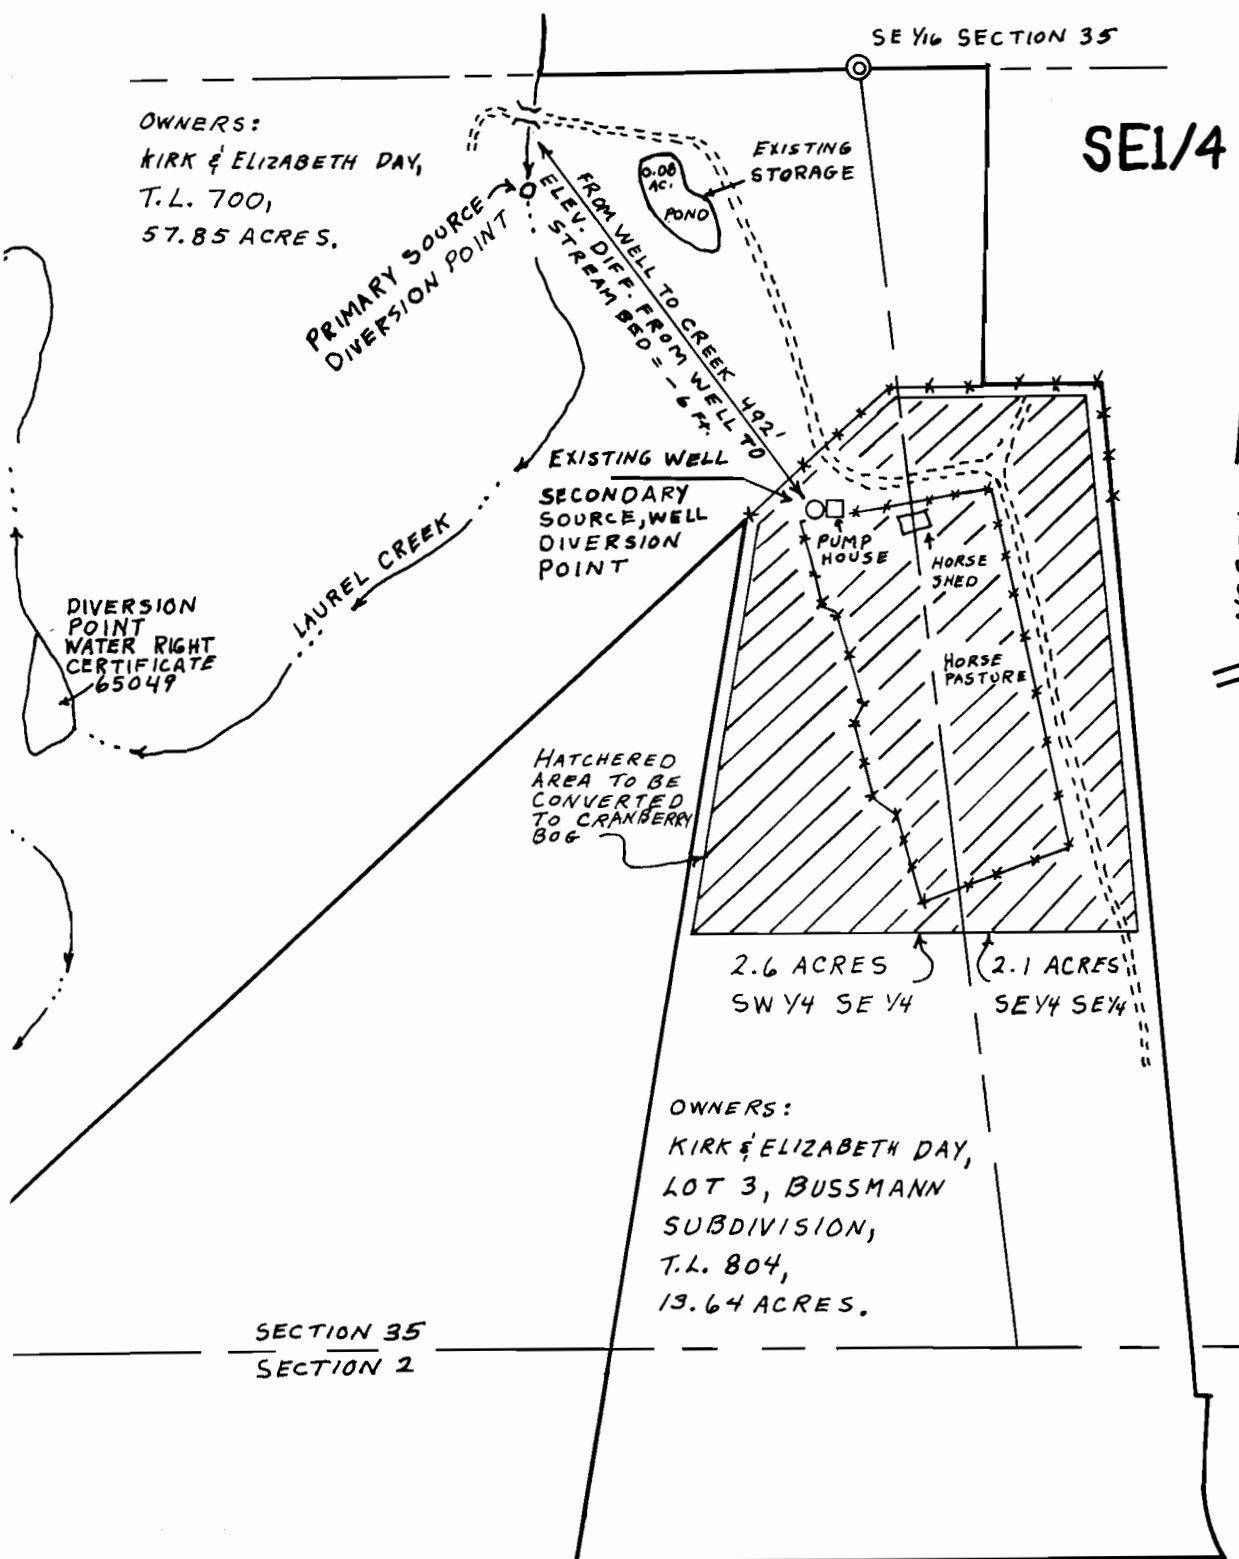 SE 1/16 SECTION 35
SE1/4
OWNERS:
KIRK & ELIZABETH DAY,
T.L. 700,
57.85 ACRES.
EXISTING
STORAGE
0.08
AC.
POND
PRIMARY SOURCE
DIVERSION POINT
FROM WELL TO CREEK 492'
ELEV. DIFF. FROM WELL TO
STREAM BED = -6 FT.
EXISTING WELL
SECONDARY
SOURCE, WELL
DIVERSION
POINT
PUMP
HOUSE
HORSE
SHED
HORSE
PASTURE
LAUREL CREEK
DIVERSION
POINT
WATER RIGHT
CERTIFICATE
65049
HATCHERED
AREA TO BE
CONVERTED
TO CRANBERRY
BOG
2.6 ACRES
SW 1/4 SE 1/4
2.1 ACRES
SE 1/4 SE 1/4
OWNERS:
KIRK & ELIZABETH DAY,
LOT 3, BUSSMANN
SUBDIVISION,
T.L. 804,
13.64 ACRES.
SECTION 35
SECTION 2